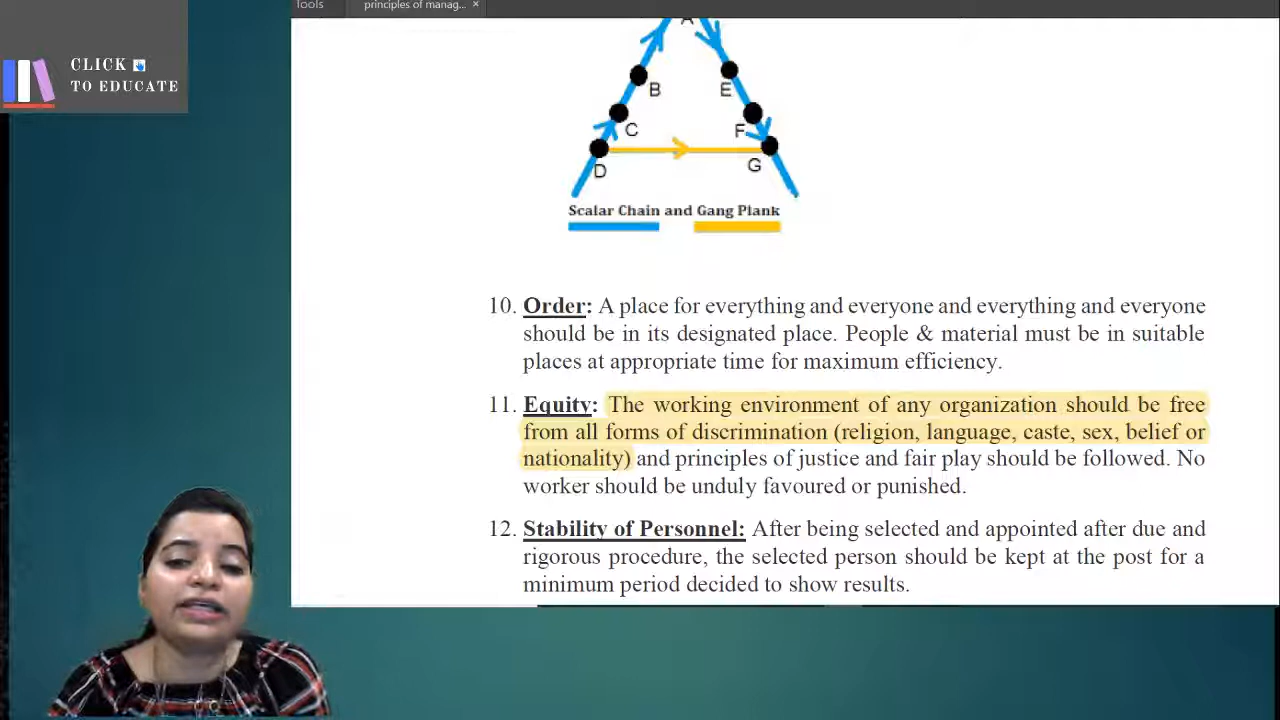 Tools
principles of manag... ×
CLICK
TO EDUCATE
A
B
E
C
F
D
G
Scalar Chain and Gang Plank
10. Order: A place for everything and everyone and everything and everyone
should be in its designated place. People & material must be in suitable
places at appropriate time for maximum efficiency.
11. Equity: The working environment of any organization should be free
from all forms of discrimination (religion, language, caste, sex, belief or
nationality) and principles of justice and fair play should be followed. No
worker should be unduly favoured or punished.
12. Stability of Personnel: After being selected and appointed after due and
rigorous procedure, the selected person should be kept at the post for a
minimum period decided to show results.